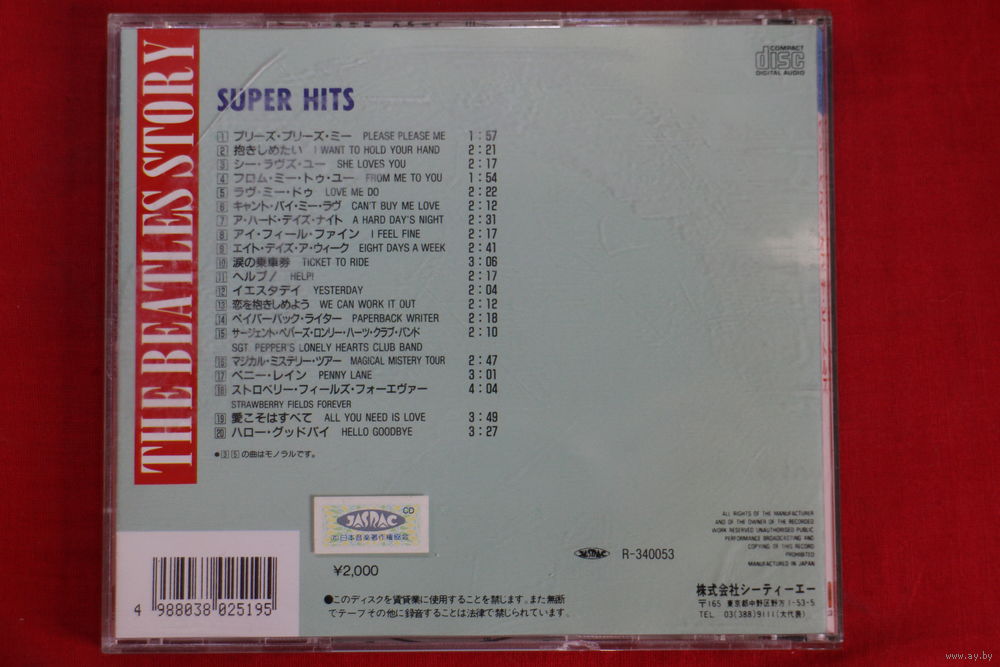 THE BEATLES STORY
COMPACT
disc
DIGITAL AUDIO
SUPER HITS
1 プリーズ・プリーズ・ミー PLEASE PLEASE ME 1:57
2 抱きしめたい I WANT TO HOLD YOUR HAND 2:21
3 シー・ラヴズ・ユー SHE LOVES YOU 2:17
4 フロム・ミー・トゥ・ユー FROM ME TO YOU 1:54
5 ラヴ・ミー・ドゥ LOVE ME DO 2:22
6 キャント・バイ・ミー・ラヴ CAN'T BUY ME LOVE 2:12
7 ア・ハード・デイズ・ナイト A HARD DAY'S NIGHT 2:31
8 アイ・フィール・ファイン I FEEL FINE 2:17
9 エイト・デイズ・ア・ウィーク EIGHT DAYS A WEEK 2:41
10 涙の乗車券 TICKET TO RIDE 3:06
11 ヘルプ! HELP! 2:17
12 イエスタデイ YESTERDAY 2:04
13 恋を抱きしめよう WE CAN WORK IT OUT 2:12
14 ペイパーバック・ライター PAPERBACK WRITER 2:18
15 サージェント・ペパーズ・ロンリー・ハーツ・クラブ・バンド 2:10
SGT. PEPPER'S LONELY HEARTS CLUB BAND
16 マジカル・ミステリー・ツアー MAGICAL MISTERY TOUR 2:47
17 ペニー・レイン PENNY LANE 3:01
18 ストロベリー・フィールズ・フォーエヴァー 4:04
STRAWBERRY FIELDS FOREVER
19 愛こそはすべて ALL YOU NEED IS LOVE 3:49
20 ハロー・グッドバイ HELLO GOODBYE 3:27
●3 5の曲はモノラルです。
CD
JASRAC
日本音楽著作権協会
¥2,000
4 988038 025195
●このディスクを賃貸業に使用することを禁じます。また無断
でテープその他に録音することは法律で禁じられています。
JASRAC R-340053
ALL RIGHTS OF THE MANUFACTURER
AND OF THE OWNER OF THE RECORDED
WORK RESERVED UNAUTHORISED PUBLIC
PERFORMANCE BROADCASTING AND
COPYING OF THIS RECORD
PROHIBITED
MANUFACTURED IN JAPAN
株式会社シーティーエー
〒165 東京都中野区野方1-53-5
TEL 03(388)9111(大代表)
www.ay.by